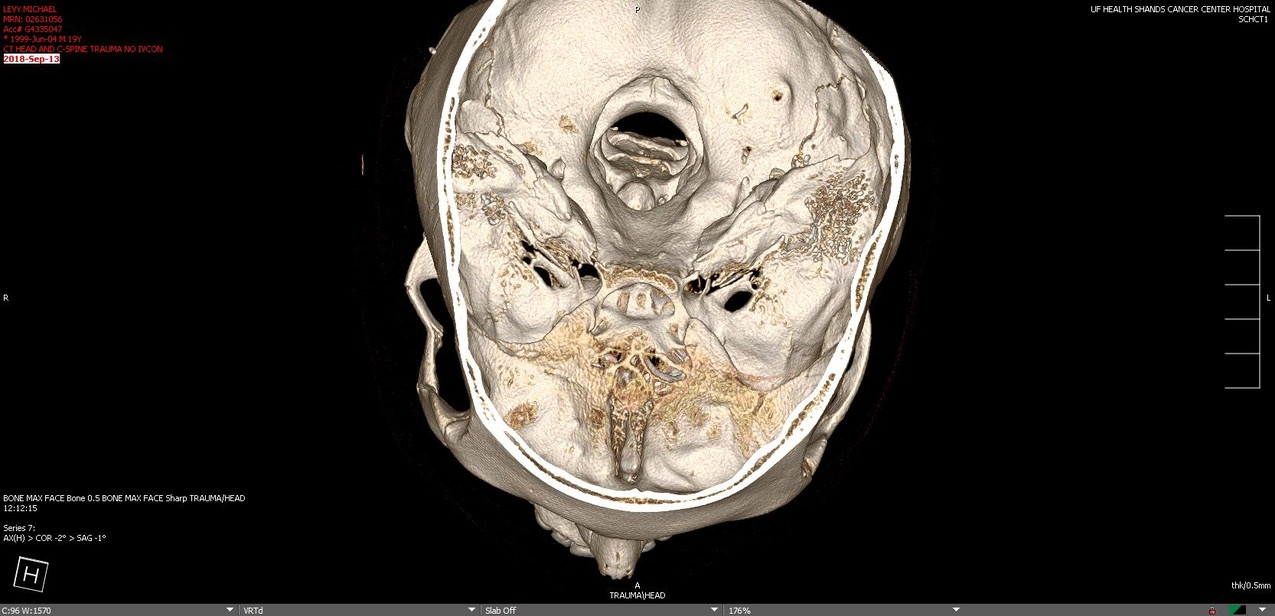 LEVY MICHAEL
MRN: 02631056
Acc# G4335047
* 1999-Jun-04 M 19Y
CT HEAD AND C-SPINE TRAUMA NO IVCON
2018-Sep-13
P
UF HEALTH SHANDS CANCER CENTER HOSPITAL
SCHCT1
R
L
BONE MAX FACE Bone 0.5 BONE MAX FACE Sharp TRAUMA/HEAD
12:12:15
Series 7:
AX(H) > COR -2° > SAG -1°
H
A
TRAUMA\HEAD
thk/0.5mm
C:96 W:1570
VRTd
Slab Off
176%